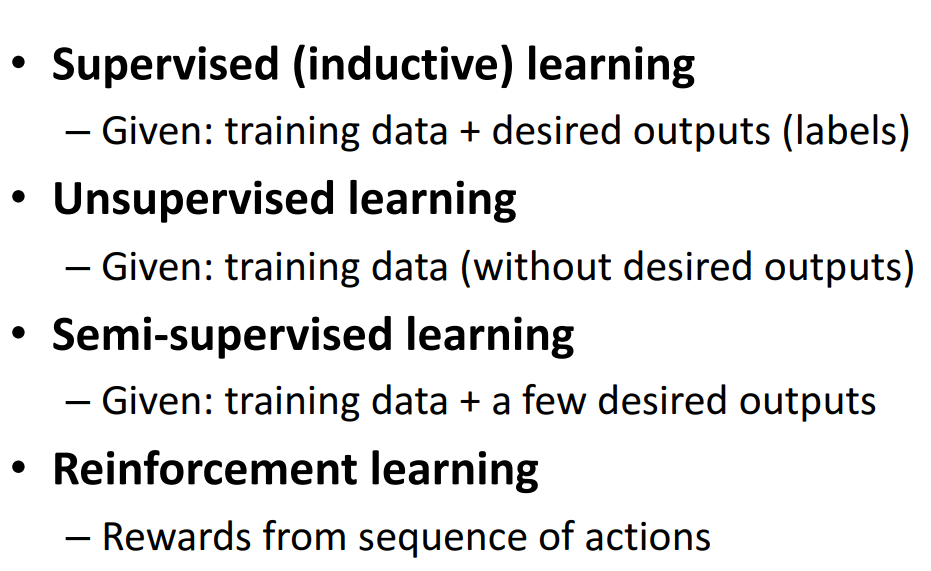 • Supervised (inductive) learning
– Given: training data + desired outputs (labels)
• Unsupervised learning
– Given: training data (without desired outputs)
• Semi-supervised learning
– Given: training data + a few desired outputs
• Reinforcement learning
– Rewards from sequence of actions